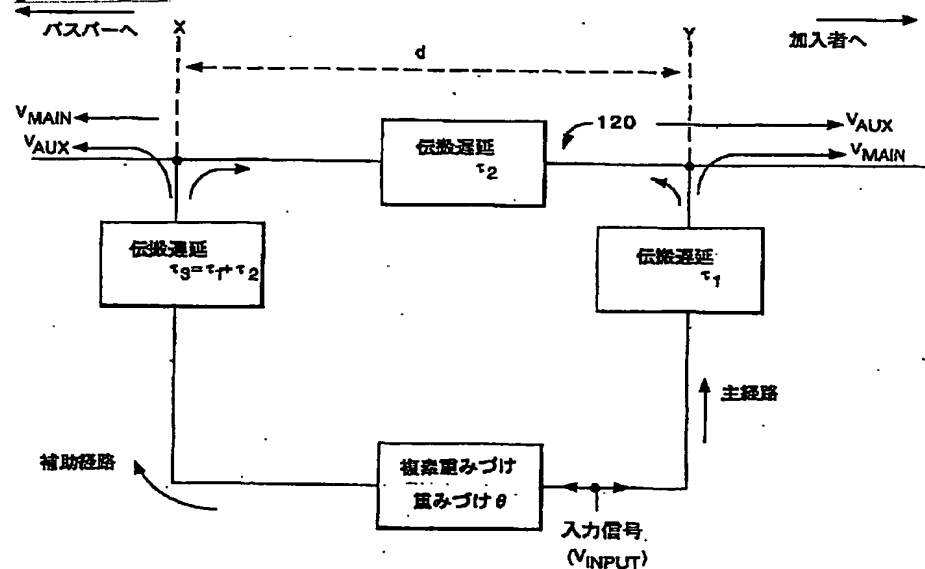 バスバーへ
X
Y
加入者へ
d
VMAIN
VAUX
伝搬遅延
τ2
120
VAUX
VMAIN
伝搬遅延
τ3=τ1+τ2
伝搬遅延
τ1
主経路
補助経路
複素重みづけ
重みづけ θ
入力信号
(VINPUT)